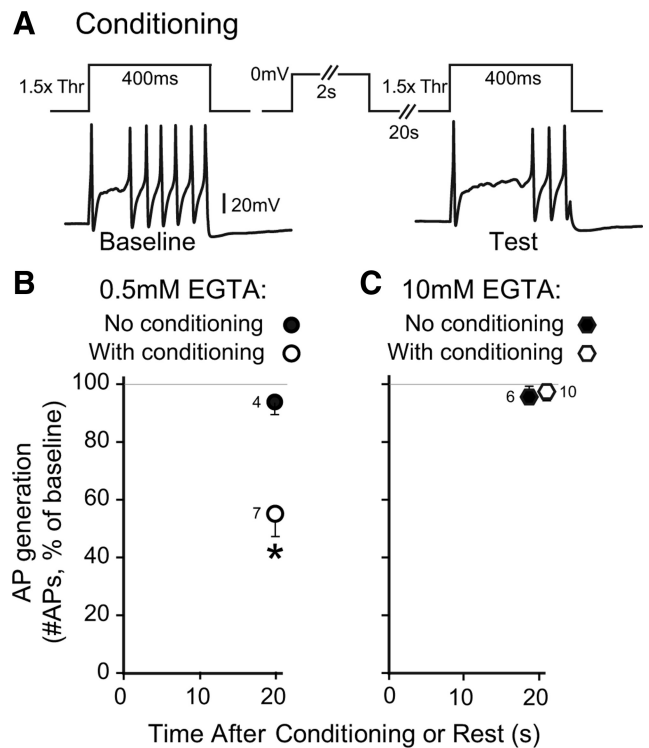 A Conditioning
1.5x Thr 400ms 0mV 2s 1.5x Thr 400ms
20s
20mV
Baseline Test
B 0.5mM EGTA:
No conditioning
With conditioning
C 10mM EGTA:
No conditioning
With conditioning
AP generation
(#APs, % of baseline)
100
80
60
40
20
0
4
7
*
0 10 20
6 10
0 10 20
Time After Conditioning or Rest (s)